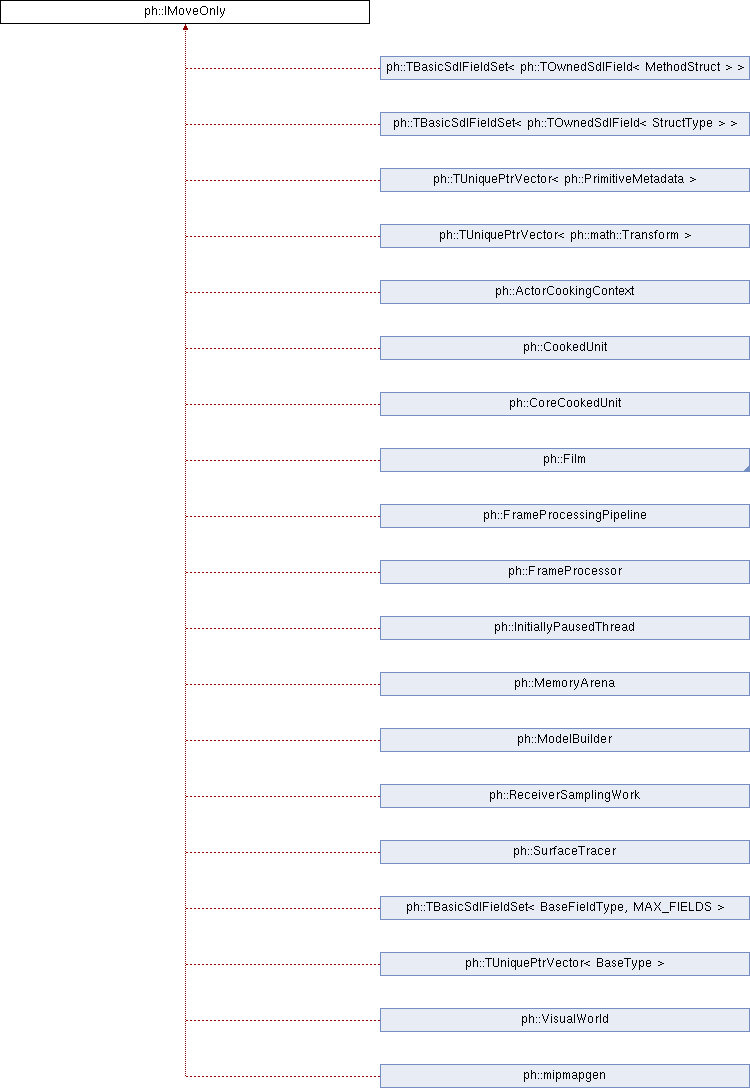 ph::IMoveOnly
ph::TBasicSdlFieldSet< ph::TOwnedSdlField< MethodStruct > >
ph::TBasicSdlFieldSet< ph::TOwnedSdlField< StructType > >
ph::TUniquePtrVector< ph::PrimitiveMetadata >
ph::TUniquePtrVector< ph::math::Transform >
ph::ActorCookingContext
ph::CookedUnit
ph::CoreCookedUnit
ph::Film
ph::FrameProcessingPipeline
ph::FrameProcessor
ph::InitiallyPausedThread
ph::MemoryArena
ph::ModelBuilder
ph::ReceiverSamplingWork
ph::SurfaceTracer
ph::TBasicSdlFieldSet< BaseFieldType, MAX_FIELDS >
ph::TUniquePtrVector< BaseType >
ph::VisualWorld
ph::mipmapgen